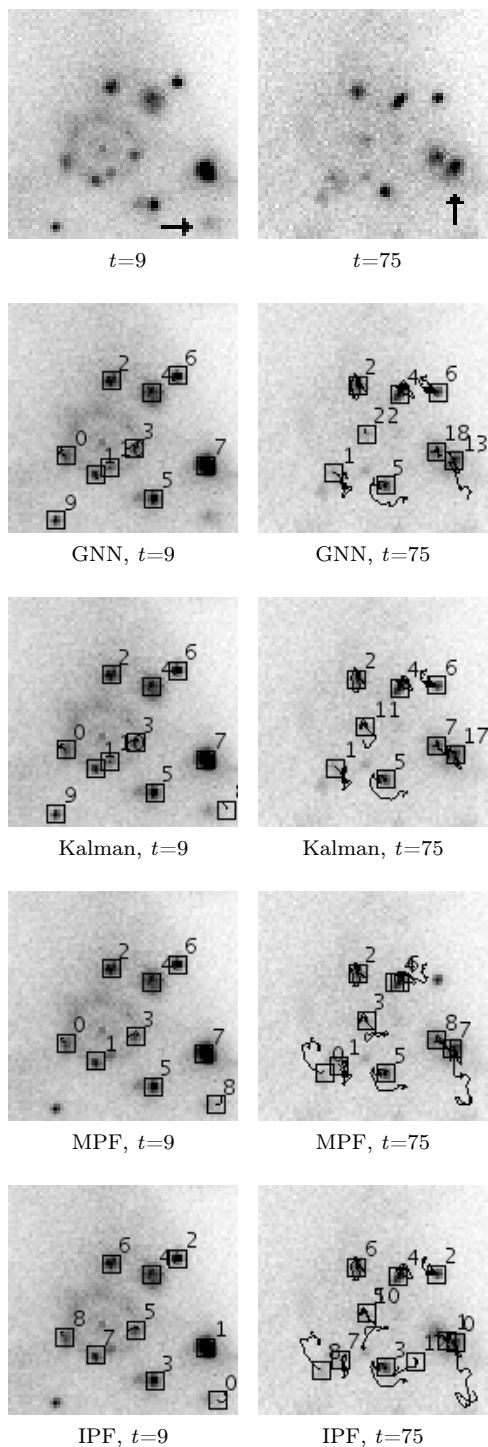 t=9 t=75
2 6 4 0 3 1 7 5 9
2 4 6 22 18 13 1 5
GNN, t=9 GNN, t=75
2 6 4 0 3 1 7 5 9
2 4 6 11 7 17 1 5
Kalman, t=9 Kalman, t=75
2 6 4 0 3 1 7 5 8
2 6 3 8 7 0 1 5
MPF, t=9 MPF, t=75
6 2 4 8 5 7 1 3 0
6 4 2 10 0 8 7 3
IPF, t=9 IPF, t=75